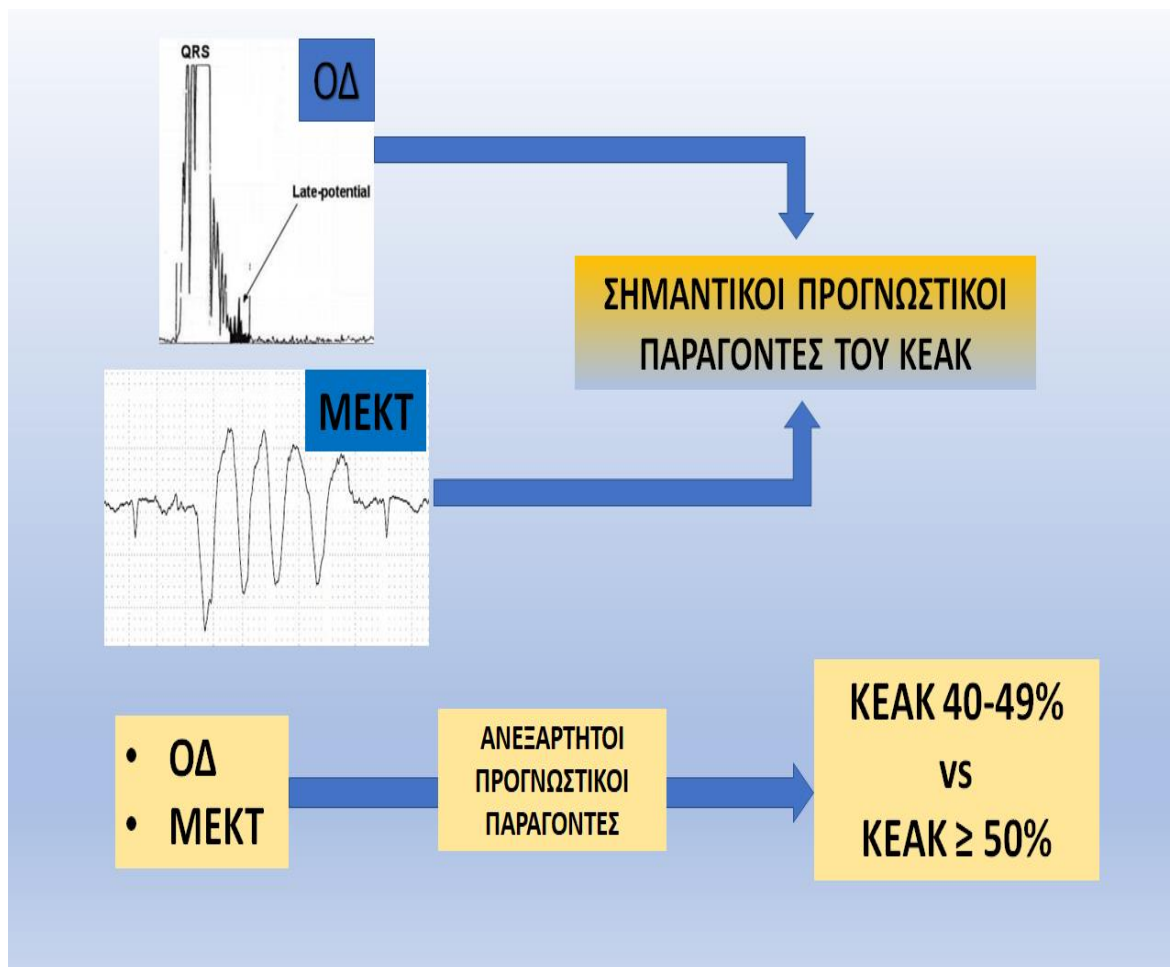 QRS
ΟΔ
Late-potential
ΣΗΜΑΝΤΙΚΟΙ ΠΡΟΓΝΩΣΤΙΚΟΙ
ΠΑΡΑΓΟΝΤΕΣ ΤΟΥ ΚΕΑΚ
ΜΕΚΤ
• ΟΔ
• ΜΕΚΤ
ΑΝΕΞΑΡΤΗΤΟΙ
ΠΡΟΓΝΩΣΤΙΚΟΙ
ΠΑΡΑΓΟΝΤΕΣ
ΚΕΑΚ 40-49%
vs
ΚΕΑΚ ≥ 50%